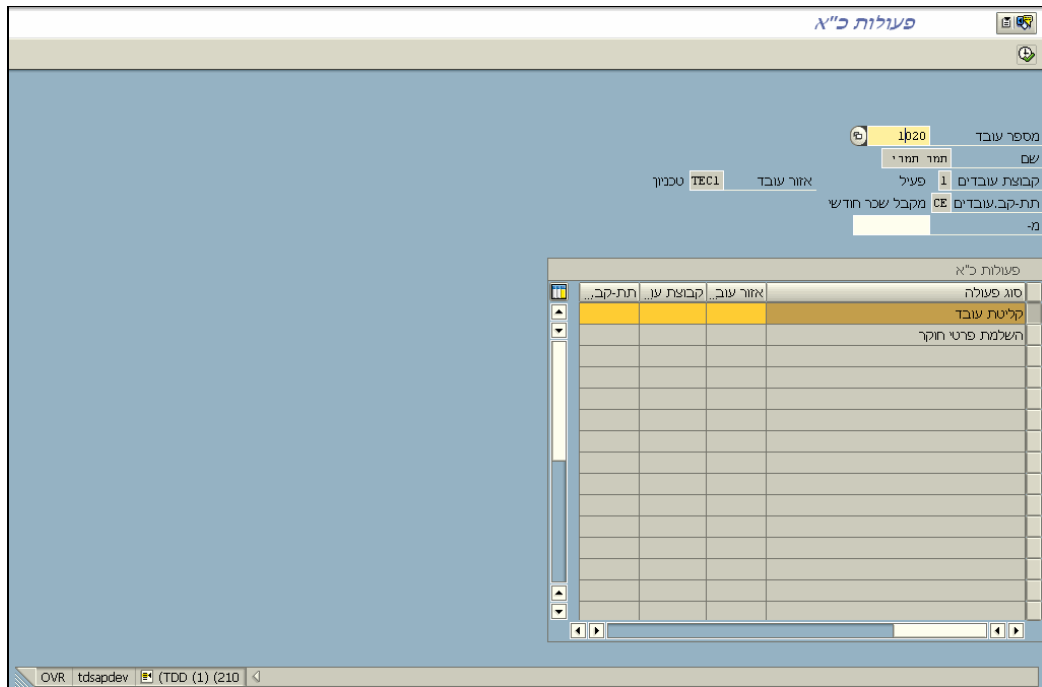 פעולות כ"א
מספר עובד 1020
שם תמר תמרי
קבוצת עובדים 1 פעיל אזור עובד TEC1 טכניון
תת-קב.עובדים CE מקבל שכר חודשי
מ-
פעולות כ"א
סוג פעולה אזור עוב.. קבוצת עו.. תת-קב,..
קליטת עובד
השלמת פרטי חוקר
OVR tdsapdev (TDD (1) (210